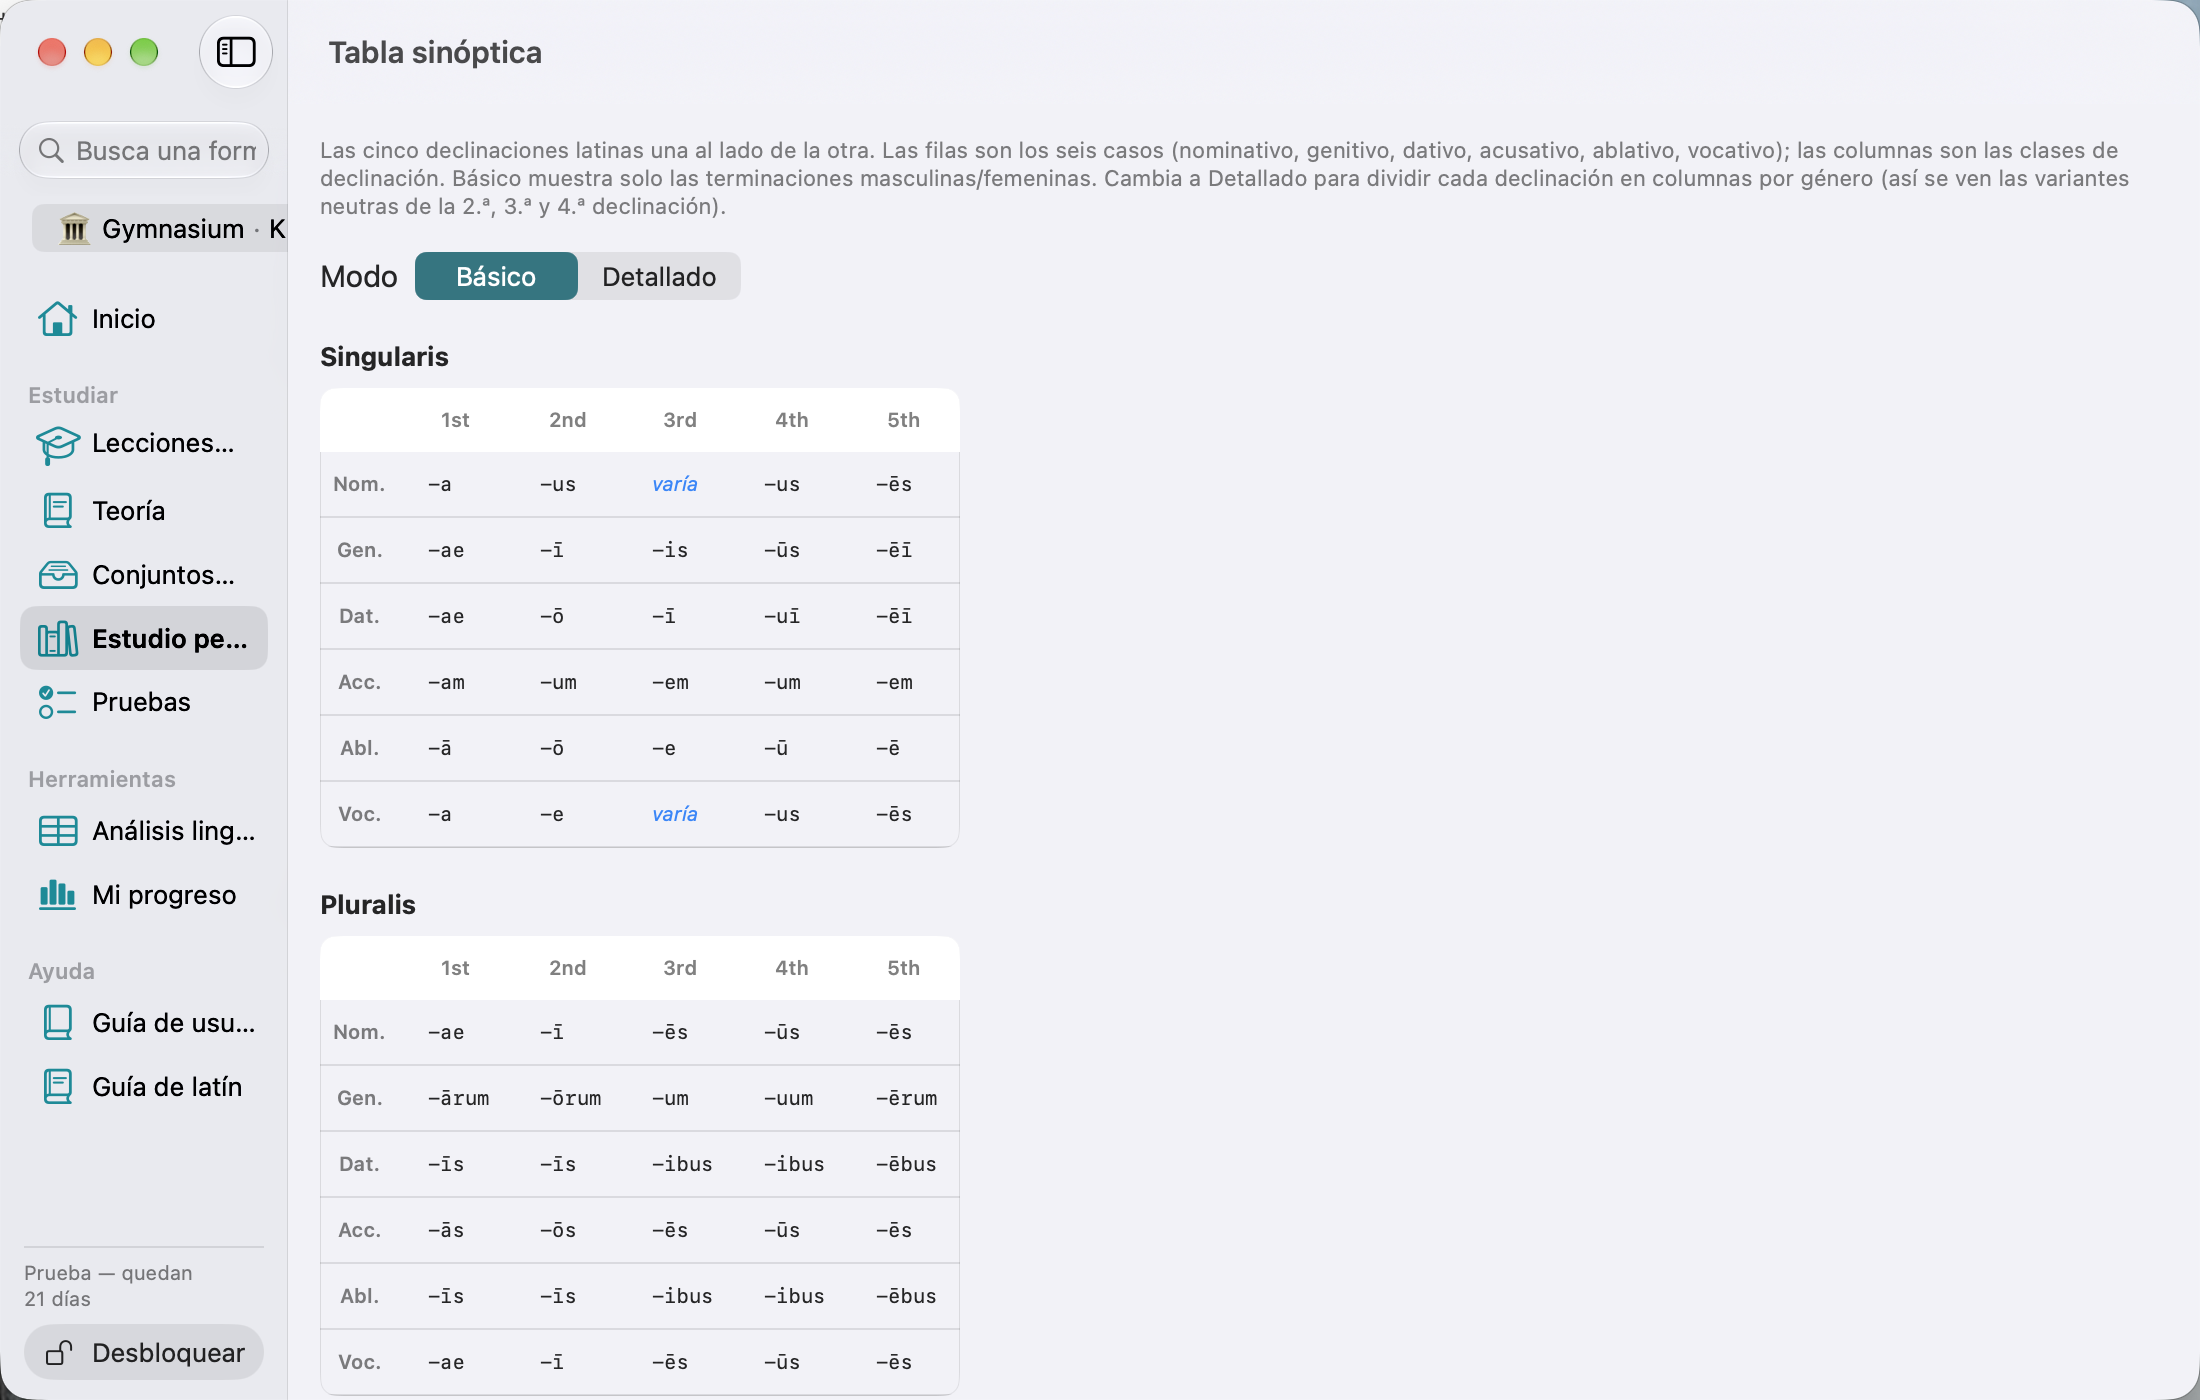 Tabla sinóptica
Busca una form
Gymnasium · K
Inicio
Estudiar
Lecciones...
Teoría
Conjuntos...
Estudio pe...
Pruebas
Herramientas
Análisis ling...
Mi progreso
Ayuda
Guía de usu...
Guía de latín
Prueba — quedan
21 días
Desbloquear
Las cinco declinaciones latinas una al lado de la otra. Las filas son los seis casos (nominativo, genitivo, dativo, acusativo, ablativo, vocativo); las columnas son las clases de
declinación. Básico muestra solo las terminaciones masculinas/femeninas. Cambia a Detallado para dividir cada declinación en columnas por género (así se ven las variantes
neutras de la 2.ª, 3.ª y 4.ª declinación).
Modo Básico Detallado
Singularis
1st 2nd 3rd 4th 5th
Nom. –a –us varía –us –ēs
Gen. –ae –ī –is –ūs –ēī
Dat. –ae –ō –ī –uī –ēī
Acc. –am –um –em –um –em
Abl. –ā –ō –e –ū –ē
Voc. –a –e varía –us –ēs
Pluralis
1st 2nd 3rd 4th 5th
Nom. –ae –ī –ēs –ūs –ēs
Gen. –ārum –ōrum –um –uum –ērum
Dat. –īs –īs –ibus –ibus –ēbus
Acc. –ās –ōs –ēs –ūs –ēs
Abl. –īs –īs –ibus –ibus –ēbus
Voc. –ae –ī –ēs –ūs –ēs